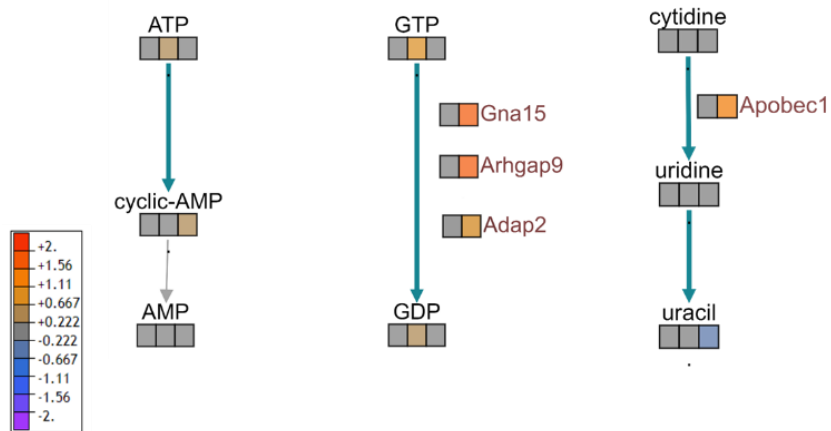 ATP
GTP
cytidine
Gna15
Apobec1
Arhgap9
uridine
cyclic-AMP
Adap2
+2.
+1.56
+1.11
+0.667
+0.222
-0.222
-0.667
-1.11
-1.56
-2.
AMP
GDP
uracil